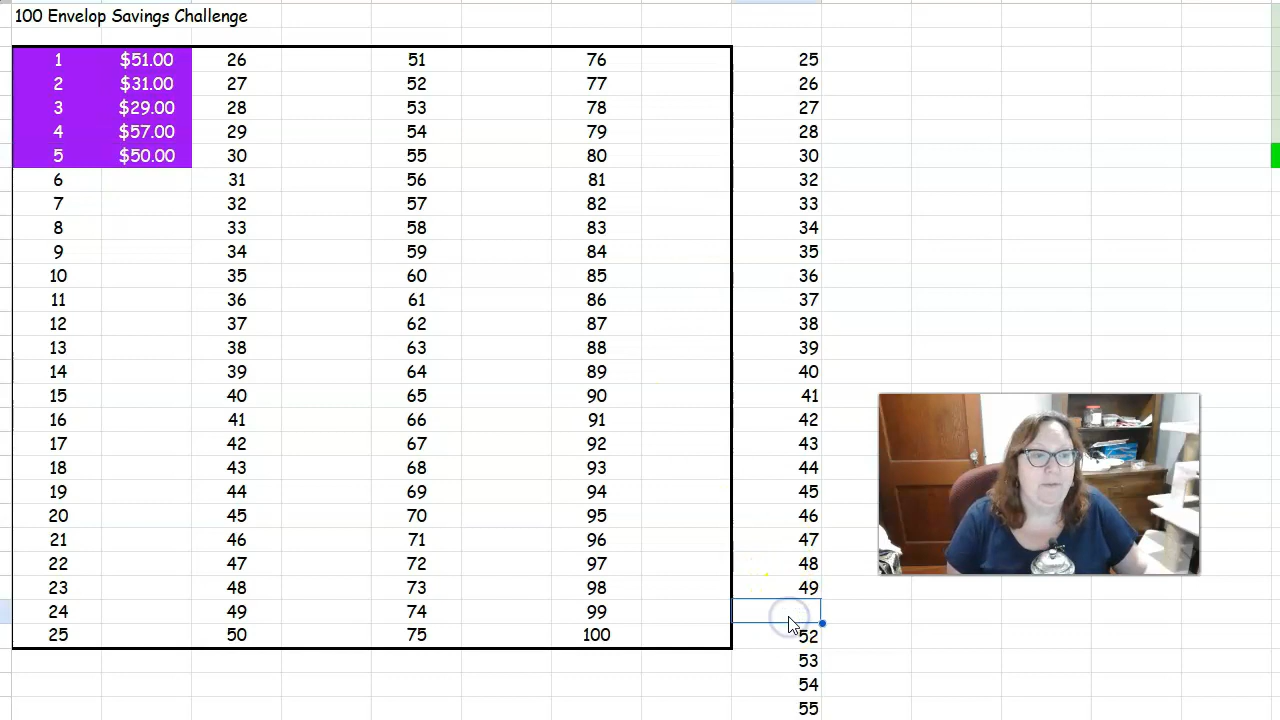 100 Envelop Savings Challenge
1 $51.00 26 51 76 25
2 $31.00 27 52 77 26
3 $29.00 28 53 78 27
4 $57.00 29 54 79 28
5 $50.00 30 55 80 30
6 31 56 81 32
7 32 57 82 33
8 33 58 83 34
9 34 59 84 35
10 35 60 85 36
11 36 61 86 37
12 37 62 87 38
13 38 63 88 39
14 39 64 89 40
15 40 65 90 41
16 41 66 91 42
17 42 67 92 43
18 43 68 93 44
19 44 69 94 45
20 45 70 95 46
21 46 71 96 47
22 47 72 97 48
23 48 73 98 49
24 49 74 99
25 50 75 100 52
53
54
55